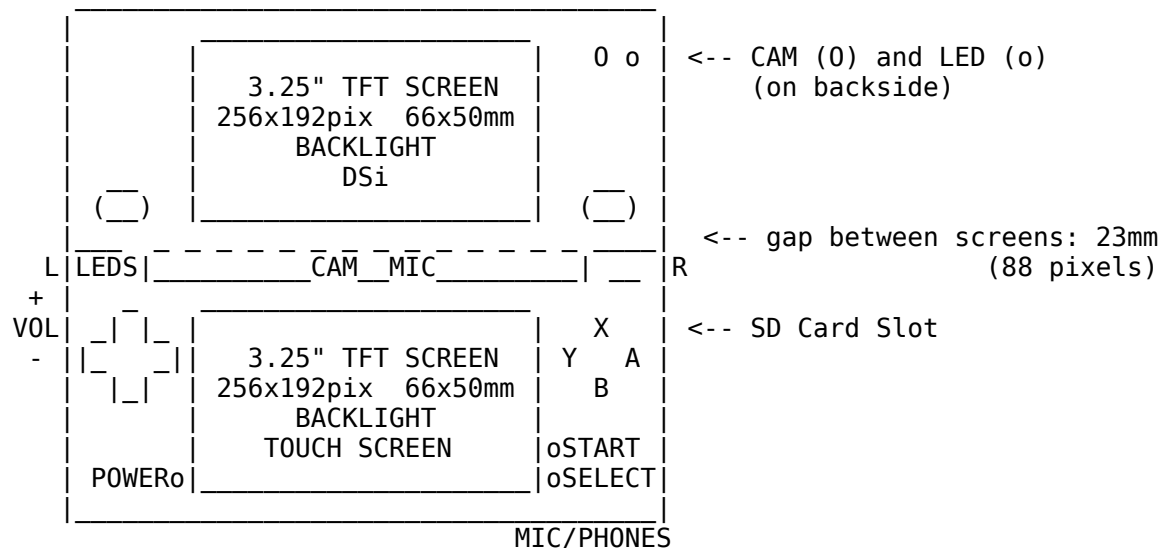 O o <-- CAM (O) and LED (o)
3.25" TFT SCREEN (on backside)
256x192pix 66x50mm
BACKLIGHT
DSi
<-- gap between screens: 23mm
L LEDS CAM MIC R (88 pixels)
+
VOL X <-- SD Card Slot
- 3.25" TFT SCREEN Y A
256x192pix 66x50mm B
BACKLIGHT
TOUCH SCREEN oSTART
POWERo oSELECT
MIC/PHONES